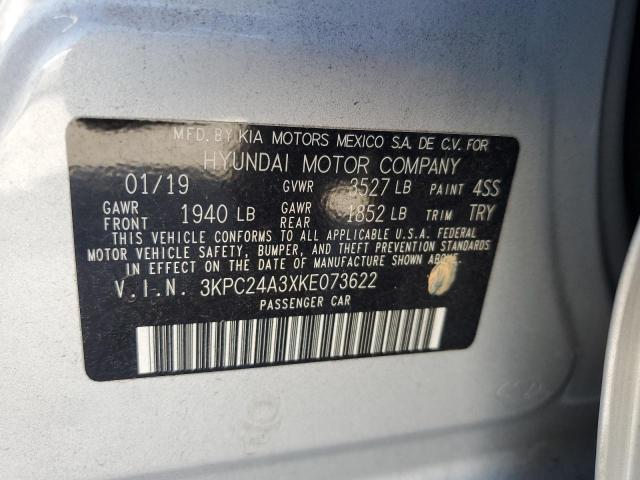 MFD. BY KIA MOTORS MEXICO S.A. DE C.V. FOR
HYUNDAI MOTOR COMPANY
01/19 GVWR 3527 LB PAINT 4SS
GAWR FRONT 1940 LB GAWR REAR 1852 LB TRIM TRY
THIS VEHICLE CONFORMS TO ALL APPLICABLE U.S.A. FEDERAL
MOTOR VEHICLE SAFETY, BUMPER, AND THEFT PREVENTION STANDARDS
IN EFFECT ON THE DATE OF MANUFACTURE SHOWN ABOVE.
V.I.N. 3KPC24A3XKE073622
PASSENGER CAR